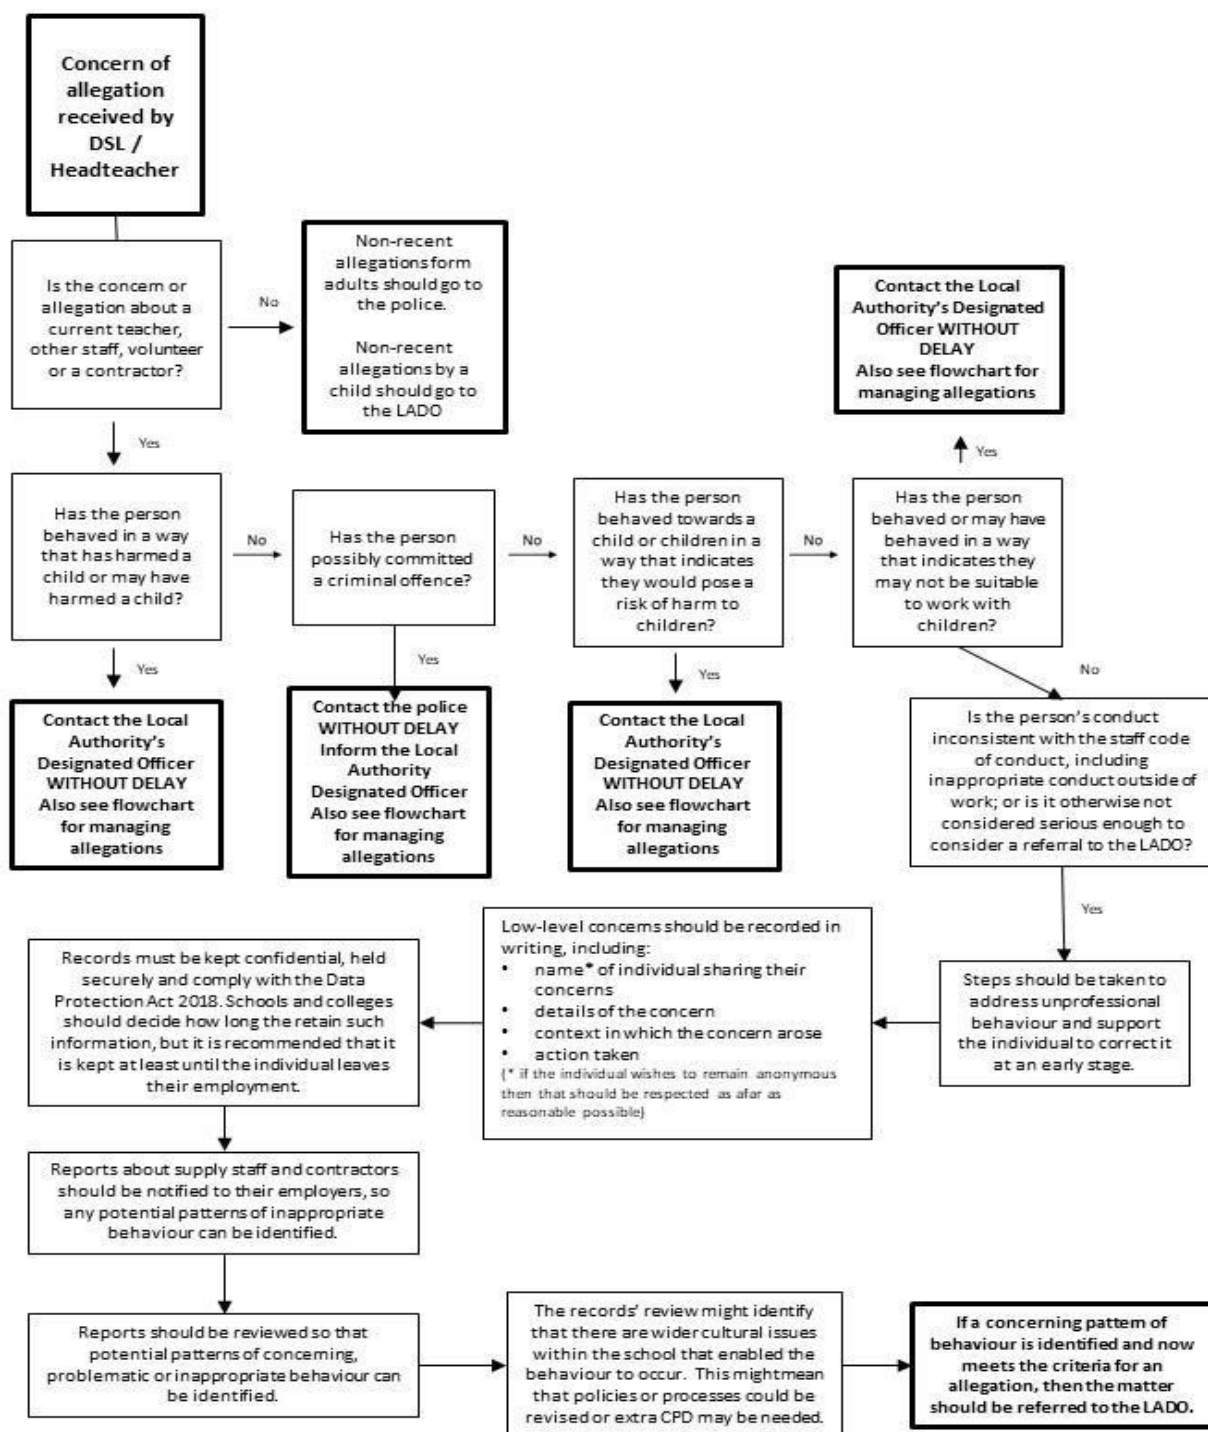 Concern of
allegation
received by
DSL /
Headteacher
Is the concern or
allegation about a
current teacher,
other staff, volunteer
or a contractor?
No
Non-recent
allegations form
adults should go to
the police.
Non-recent
allegations by a
child should go to
the LADO
Contact the Local
Authority's Designated
Officer WITHOUT
DELAY
Also see flowchart for
managing allegations
Yes
Yes
Has the person
behaved in a way
that has harmed a
child or may have
harmed a child?
No
Has the person
possibly committed
a criminal offence?
No
Has the person
behaved towards a
child or children in a
way that indicates
they would pose a
risk of harm to
children?
No
Has the person
behaved or may have
behaved in a way
that indicates they
may not be suitable
to work with
children?
Yes
Yes
Yes
No
Contact the Local
Authority's
Designated Officer
WITHOUT DELAY
Also see flowchart
for managing
allegations
Contact the police
WITHOUT DELAY
Inform the Local
Authority
Designated Officer
Also see flowchart
for managing
allegations
Contact the Local
Authority's
Designated Officer
WITHOUT DELAY
Also see flowchart
for managing
allegations
Is the person's conduct
inconsistent with the staff code
of conduct, including
inappropriate conduct outside of
work; or is it otherwise not
considered serious enough to
consider a referral to the LADO?
Yes
Steps should be taken to
address unprofessional
behaviour and support
the individual to correct it
at an early stage.
Low-level concerns should be recorded in
writing, including:
• name* of individual sharing their
concerns
• details of the concern
• context in which the concern arose
• action taken
(* if the individual wishes to remain anonymous
then that should be respected as afar as
reasonable possible)
Records must be kept confidential, held
securely and comply with the Data
Protection Act 2018. Schools and colleges
should decide how long the retain such
information, but it is recommended that it
is kept at least until the individual leaves
their employment.
Reports about supply staff and contractors
should be notified to their employers, so
any potential patterns of inappropriate
behaviour can be identified.
Reports should be reviewed so that
potential patterns of concerning,
problematic or inappropriate behaviour can
be identified.
The records' review might identify
that there are wider cultural issues
within the school that enabled the
behaviour to occur. This might mean
that policies or processes could be
revised or extra CPD may be needed.
If a concerning pattern of
behaviour is identified and now
meets the criteria for an
allegation, then the matter
should be referred to the LADO.